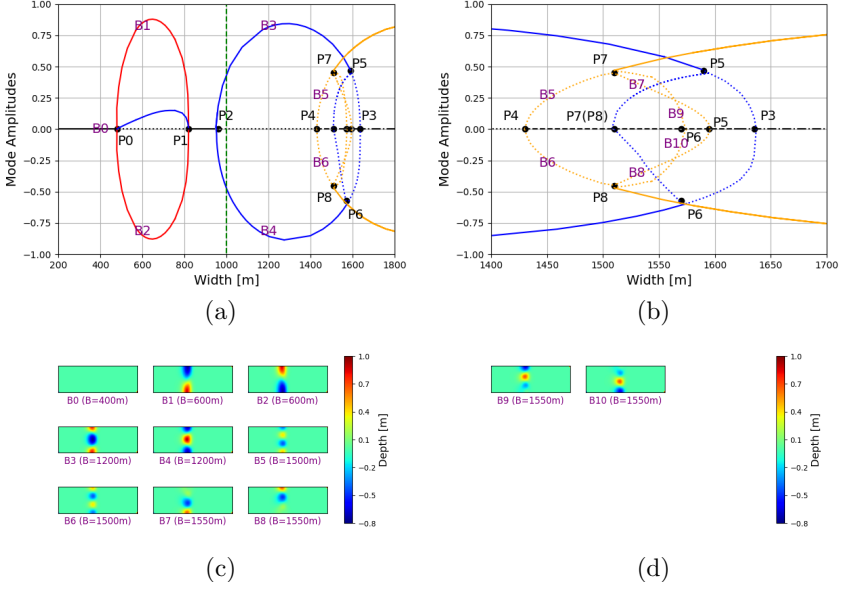 1.00
0.75
0.50
0.25
0.00
−0.25
−0.50
−0.75
−1.00
Mode Amplitudes
200 400 600 800 1000 1200 1400 1600 1800
Width [m]
B1
B3
P7
P5
B5
B0
P0
P1
P2
P4
P3
B6
P8
P6
B2
B4
(a)
1.00
0.75
0.50
0.25
0.00
−0.25
−0.50
−0.75
−1.00
Mode Amplitudes
1400 1450 1500 1550 1600 1650 1700
Width [m]
P7
P5
B5
B7
P4
P7(P8)
B9
P5
P3
P6
B10
B6
B8
P8
P6
(b)
B0 (B=400m) B1 (B=600m) B2 (B=600m)
B3 (B=1200m) B4 (B=1200m) B5 (B=1500m)
B6 (B=1500m) B7 (B=1550m) B8 (B=1550m)
1.0
0.7
0.4
0.1
−0.2
−0.5
−0.8
Depth [m]
(c)
B9 (B=1550m) B10 (B=1550m)
1.0
0.7
0.4
0.1
−0.2
−0.5
−0.8
Depth [m]
(d)